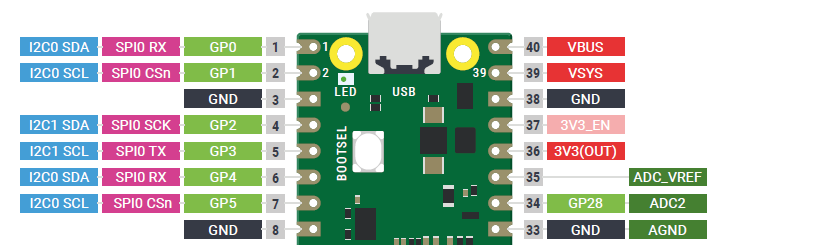 I2C0 SDA SPI0 RX GP0 1 1 40 VBUS
I2C0 SCL SPI0 CSn GP1 2 2 39 39 VSYS
GND 3 LED USB 38 GND
I2C1 SDA SPI0 SCK GP2 4 37 3V3_EN
I2C1 SCL SPI0 TX GP3 5 BOOTSEL 36 3V3(OUT)
I2C0 SDA SPI0 RX GP4 6 35 ADC_VREF
I2C0 SCL SPI0 CSn GP5 7 34 GP28 ADC2
GND 8 33 GND AGND